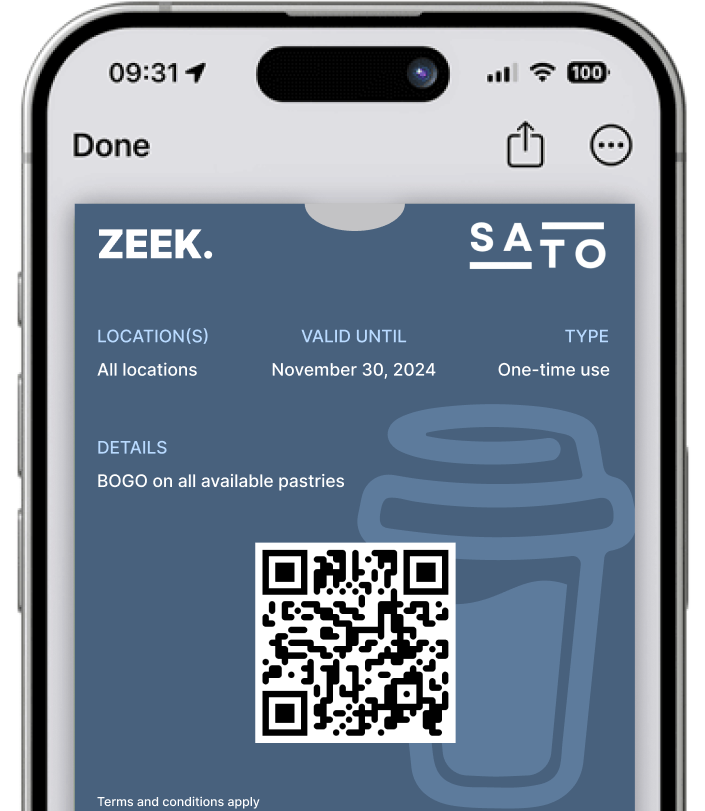 09:31
100
Done
ZEEK.
SATO
LOCATION(S) VALID UNTIL TYPE
All locations November 30, 2024 One-time use
DETAILS
BOGO on all available pastries
Terms and conditions apply